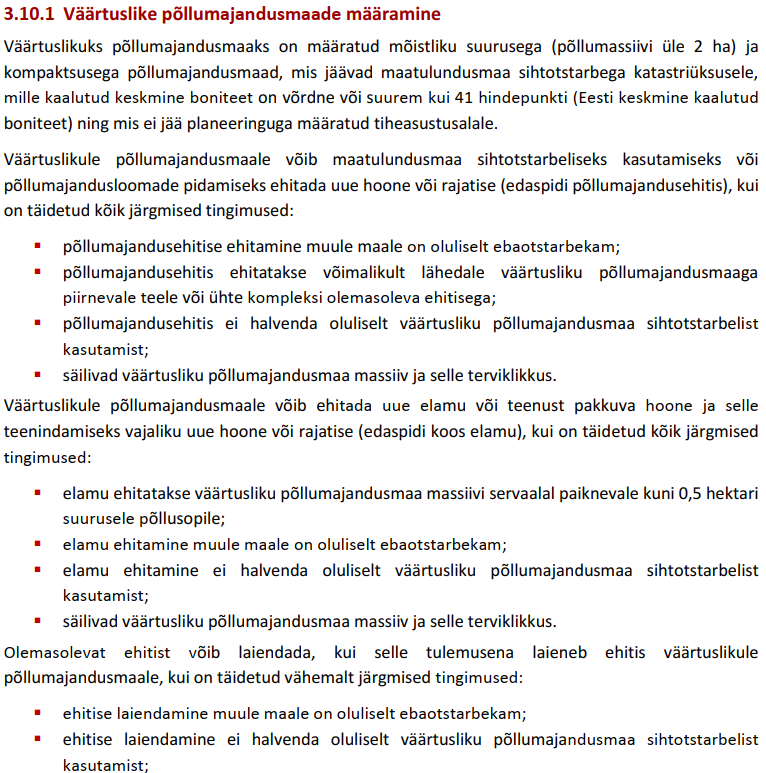 3.10.1 Väärtuslike põllumajandusmaade määramine
Väärtuslikuks põllumajandusmaaks on määratud mõistliku suurusega (põllumassiivi üle 2 ha) ja
kompaktsusega põllumajandusmaad, mis jäävad maatulundusmaa sihtotstarbega katastriüksusele,
mille kaalutud keskmine boniteet on võrdne või suurem kui 41 hindepunkti (Eesti keskmine kaalutud
boniteet) ning mis ei jää planeeringuga määratud tiheasustusalale.
Väärtuslikule põllumajandusmaale võib maatulundusmaa sihtotstarbeliseks kasutamiseks või
põllumajandusloomade pidamiseks ehitada uue hoone või rajatise (edaspidi põllumajandusehitis), kui
on täidetud kõik järgmised tingimused:
▪ põllumajandusehitise ehitamine muule maale on oluliselt ebaotstarbekam;
▪ põllumajandusehitis ehitatakse võimalikult lähedale väärtusliku põllumajandusmaaga
piirnevale teele või ühte kompleksi olemasoleva ehitisega;
▪ põllumajandusehitis ei halvenda oluliselt väärtusliku põllumajandusmaa sihtotstarbelist
kasutamist;
▪ säilivad väärtusliku põllumajandusmaa massiiv ja selle terviklikkus.
Väärtuslikule põllumajandusmaale võib ehitada uue elamu või teenust pakkuva hoone ja selle
teenindamiseks vajaliku uue hoone või rajatise (edaspidi koos elamu), kui on täidetud kõik järgmised
tingimused:
▪ elamu ehitatakse väärtusliku põllumajandusmaa massiivi servaalal paiknevale kuni 0,5 hektari
suurusele põllusopile;
▪ elamu ehitamine muule maale on oluliselt ebaotstarbekam;
▪ elamu ehitamine ei halvenda oluliselt väärtusliku põllumajandusmaa sihtotstarbelist
kasutamist;
▪ säilivad väärtusliku põllumajandusmaa massiiv ja selle terviklikkus.
Olemasolevat ehitist võib laiendada, kui selle tulemusena laieneb ehitis väärtuslikule
põllumajandusmaale, kui on täidetud vähemalt järgmised tingimused:
▪ ehitise laiendamine muule maale on oluliselt ebaotstarbekam;
▪ ehitise laiendamine ei halvenda oluliselt väärtusliku põllumajandusmaa sihtotstarbelist
kasutamist;